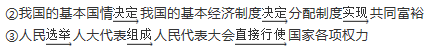 ②我国的基本国情决定我国的基本经济制度决定分配制度实现共同富裕
③人民选举人大代表组成人民代表大会直接行使国家各项权力